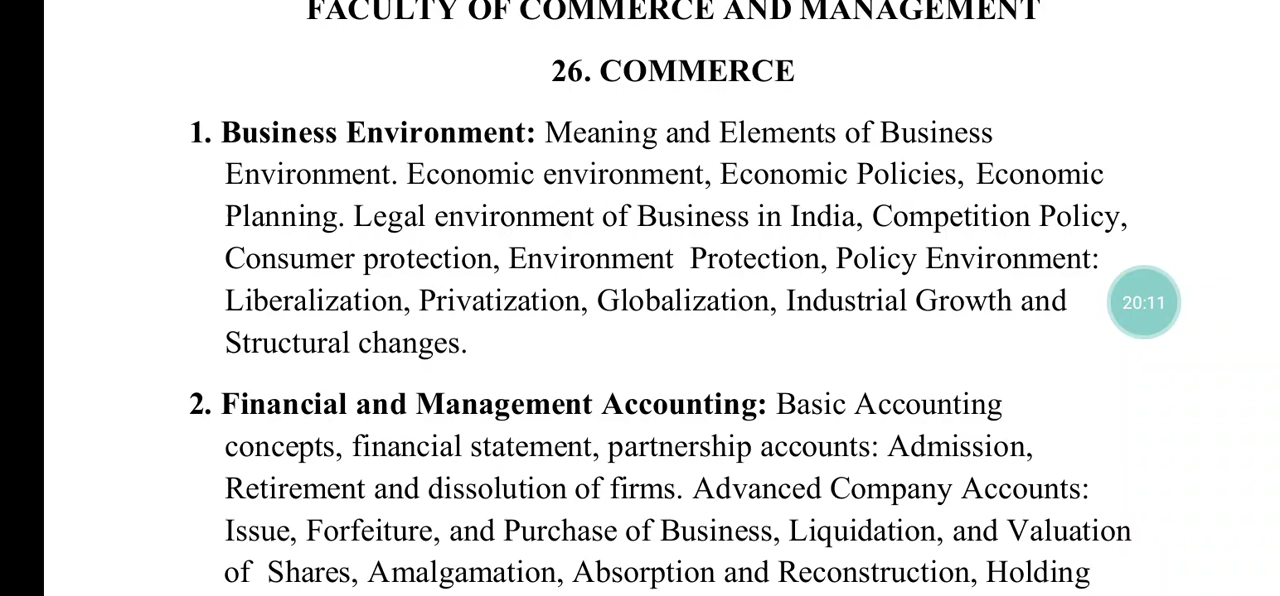 FACULTY OF COMMERCE AND MANAGEMENT
26. COMMERCE
1. Business Environment: Meaning and Elements of Business
Environment. Economic environment, Economic Policies, Economic
Planning. Legal environment of Business in India, Competition Policy,
Consumer protection, Environment Protection, Policy Environment:
Liberalization, Privatization, Globalization, Industrial Growth and
20:11
Structural changes.
2. Financial and Management Accounting: Basic Accounting
concepts, financial statement, partnership accounts: Admission,
Retirement and dissolution of firms. Advanced Company Accounts:
Issue, Forfeiture, and Purchase of Business, Liquidation, and Valuation
of Shares, Amalgamation, Absorption and Reconstruction, Holding